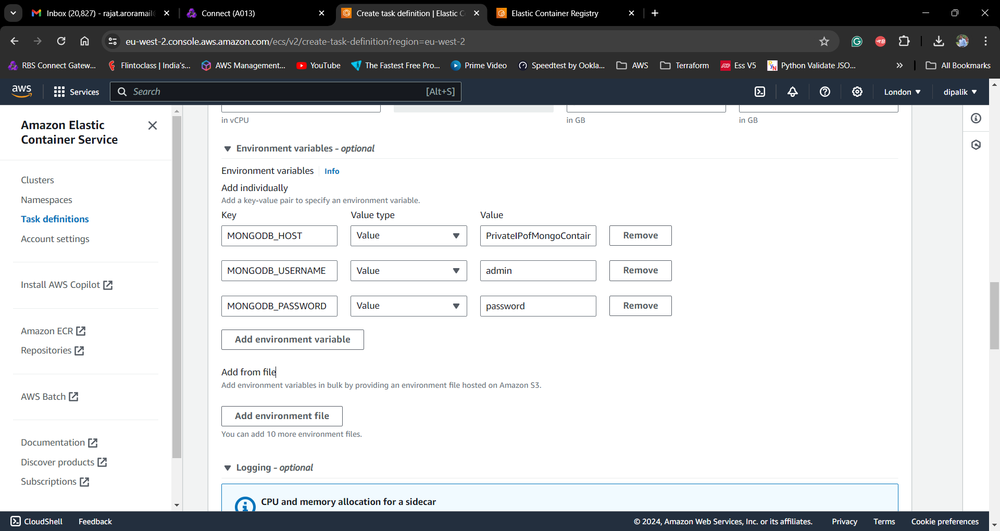 Inbox (20,827) - rajat.aroramail
Connect (A013)
Create task definition | Elastic C
Elastic Container Registry
eu-west-2.console.aws.amazon.com/ecs/v2/create-task-definition?region=eu-west-2
RBS Connect Gatew...
Flintoclass | India's...
AWS Management...
YouTube
The Fastest Free Pro...
Prime Video
Speedtest by Ookla...
AWS
Terraform
Ess V5
Python Validate JSO...
All Bookmarks
aws
Services
Search
[Alt+S]
London
dipalik
Amazon Elastic
Container Service
Clusters
Namespaces
Task definitions
Account settings
Install AWS Copilot
Amazon ECR
Repositories
AWS Batch
Documentation
Discover products
Subscriptions
in vCPU
in GB
in GB
Environment variables - optional
Environment variables
Info
Add individually
Add a key-value pair to specify an environment variable.
Key
Value type
Value
MONGODB_HOST
Value
PrivateIPofMongoContair
Remove
MONGODB_USERNAME
Value
admin
Remove
MONGODB_PASSWORD
Value
password
Remove
Add environment variable
Add from file
Add environment variables in bulk by providing an environment file hosted on Amazon S3.
Add environment file
You can add 10 more environment files.
Logging - optional
CPU and memory allocation for a sidecar
CloudShell
Feedback
© 2024, Amazon Web Services, Inc. or its affiliates.
Privacy
Terms
Cookie preferences